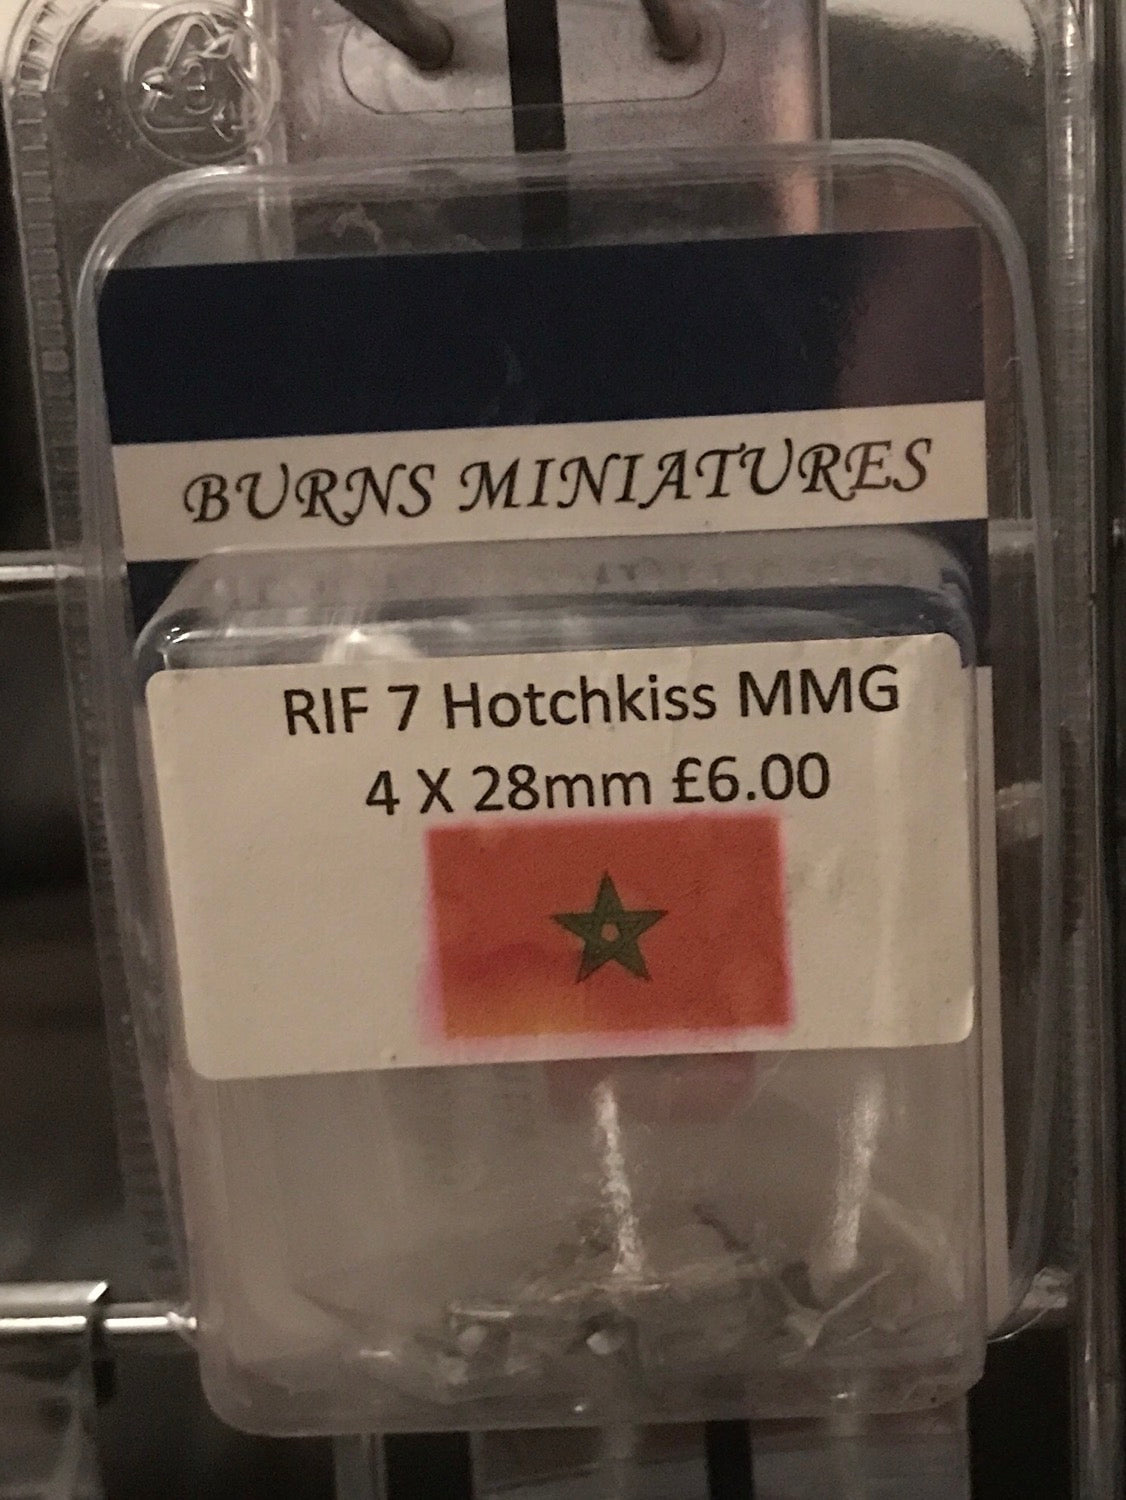 BURNS MINIATURES
RIF 7 Hotchkiss MMG
4 X 28mm £6.00